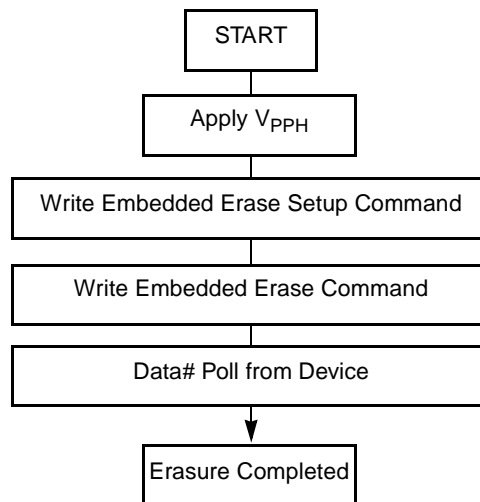 START
Apply VPPH
Write Embedded Erase Setup Command
Write Embedded Erase Command
Data# Poll from Device
Erasure Completed